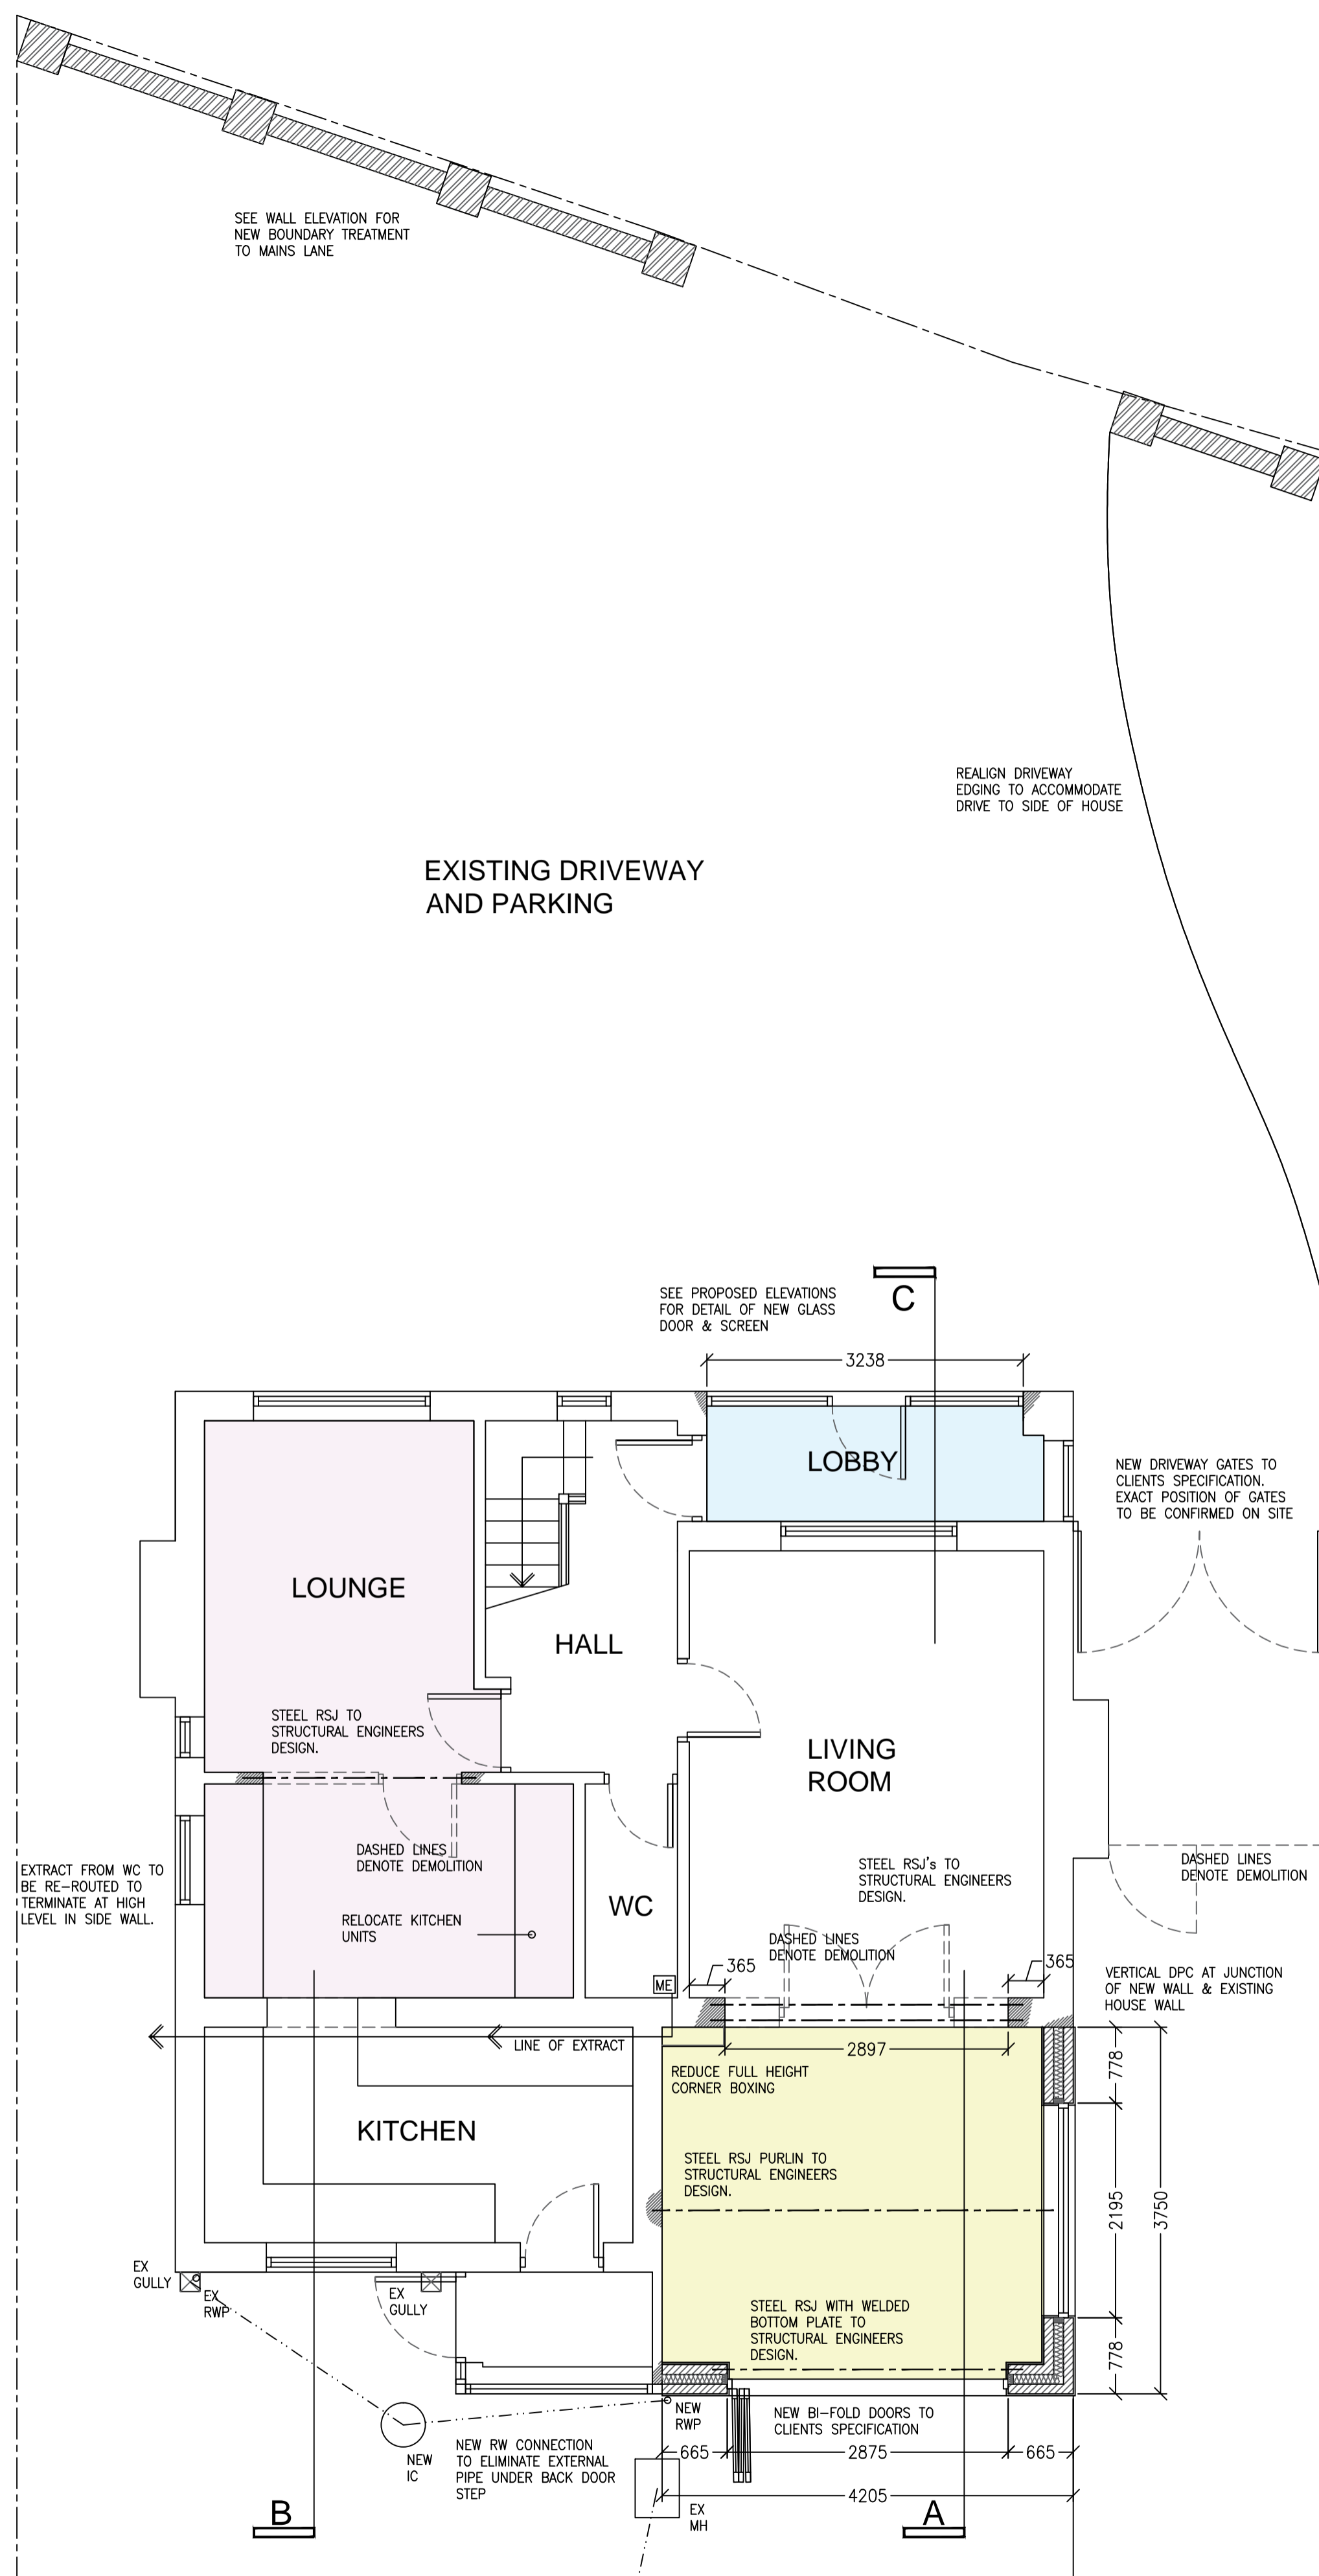 SEE WALL ELEVATION FOR
NEW BOUNDARY TREATMENT
TO MAINS LANE
REALIGN DRIVEWAY
EDGING TO ACCOMMODATE
DRIVE TO SIDE OF HOUSE
EXISTING DRIVEWAY
AND PARKING
C
SEE PROPOSED ELEVATIONS
FOR DETAIL OF NEW GLASS
DOOR & SCREEN
3238
LOBBY
NEW DRIVEWAY GATES TO
CLIENTS SPECIFICATION.
EXACT POSITION OF GATES
TO BE CONFIRMED ON SITE
LOUNGE
HALL
STEEL RSJ TO
STRUCTURAL ENGINEERS
DESIGN.
LIVING
ROOM
DASHED LINES
DENOTE DEMOLITION
EXTRACT FROM WC TO
BE RE-ROUTED TO
TERMINATE AT HIGH
LEVEL IN SIDE WALL.
STEEL RSJ's TO
STRUCTURAL ENGINEERS
DESIGN.
DASHED LINES
DENOTE DEMOLITION
WC
RELOCATE KITCHEN
UNITS
DASHED LINES
DENOTE DEMOLITION
365
365
ME
VERTICAL DPC AT JUNCTION
OF NEW WALL & EXISTING
HOUSE WALL
LINE OF EXTRACT
2897
778
REDUCE FULL HEIGHT
CORNER BOXING
KITCHEN
STEEL RSJ PURLIN TO
STRUCTURAL ENGINEERS
DESIGN.
2195
3750
EX
GULLY
EX
RWP
EX
GULLY
STEEL RSJ WITH WELDED
BOTTOM PLATE TO
STRUCTURAL ENGINEERS
DESIGN.
778
NEW
RWP
NEW BI-FOLD DOORS TO
CLIENTS SPECIFICATION
NEW
IC
NEW RW CONNECTION
TO ELIMINATE EXTERNAL
PIPE UNDER BACK DOOR
STEP
665
2875
665
4205
EX
MH
B
A